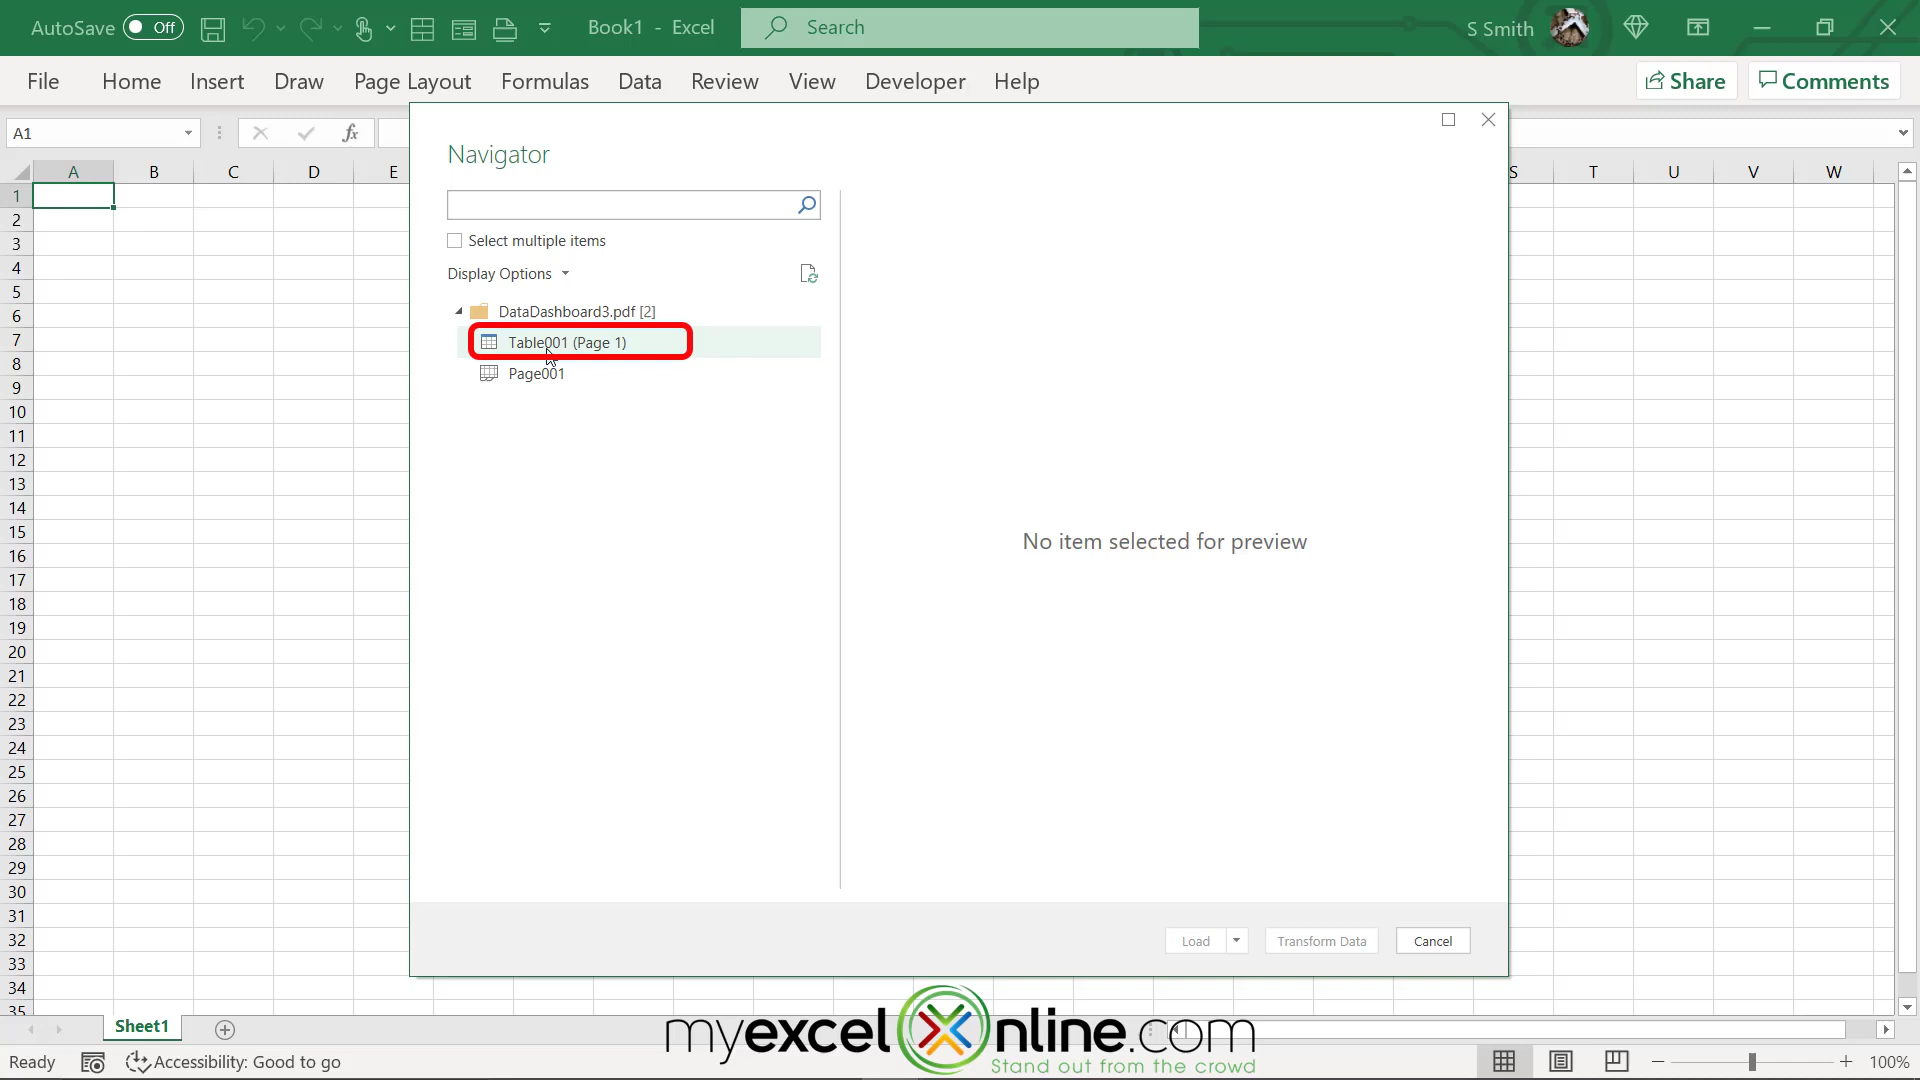 AutoSave Off Book1 - Excel Search S Smith
File Home Insert Draw Page Layout Formulas Data Review View Developer Help Share Comments
A1 fx
A B C D E S T U V W
1
2
3
4
5
6
7
8
9
10
11
12
13
14
15
16
17
18
19
20
21
22
23
24
25
26
27
28
29
30
31
32
33
34
35
Navigator
Select multiple items
Display Options
DataDashboard3.pdf [2]
Table001 (Page 1)
Page001
No item selected for preview
Load Transform Data Cancel
Sheet1
myexcelonline.com
Stand out from the crowd
Ready Accessibility: Good to go 100%